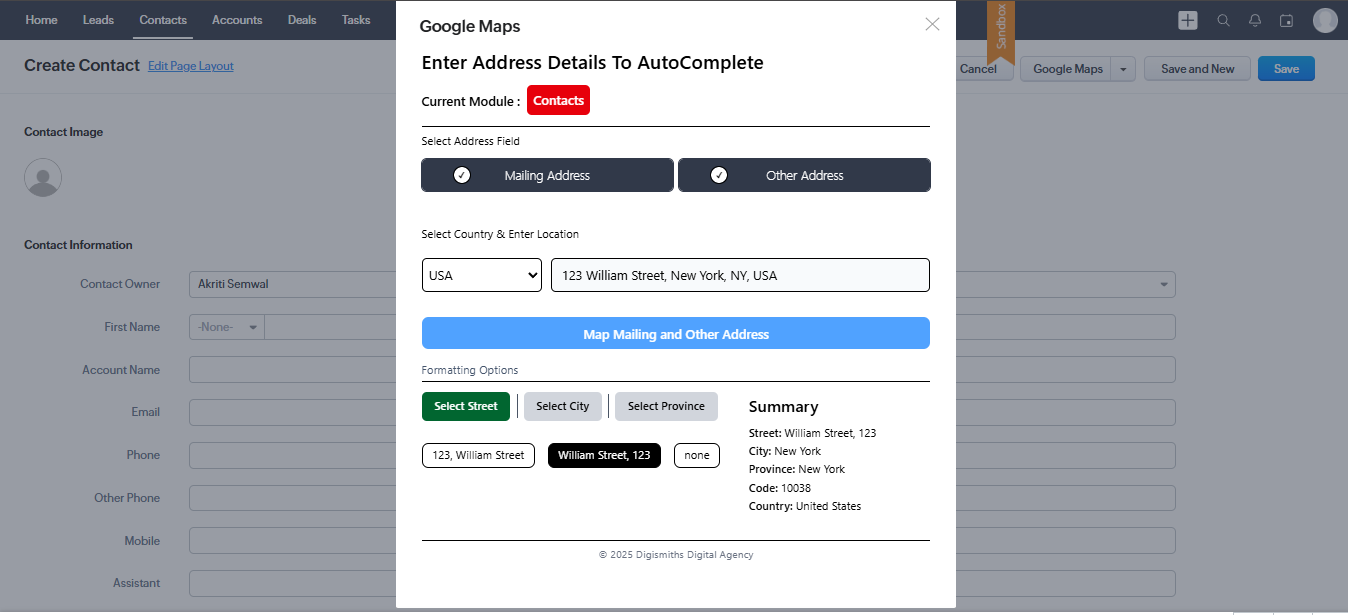 Home Leads Contacts Accounts Deals Tasks
Sandbox
Create Contact Edit Page Layout
Cancel Google Maps Save and New Save
Contact Image
Contact Information
Contact Owner Akriti Semwal
First Name -None-
Account Name
Email
Phone
Other Phone
Mobile
Assistant
Google Maps
Enter Address Details To AutoComplete
Current Module : Contacts
Select Address Field
✓ Mailing Address ✓ Other Address
Select Country & Enter Location
USA 123 William Street, New York, NY, USA
Map Mailing and Other Address
Formatting Options
Select Street Select City Select Province
123, William Street William Street, 123 none
Summary
Street: William Street, 123
City: New York
Province: New York
Code: 10038
Country: United States
© 2025 Digismiths Digital Agency